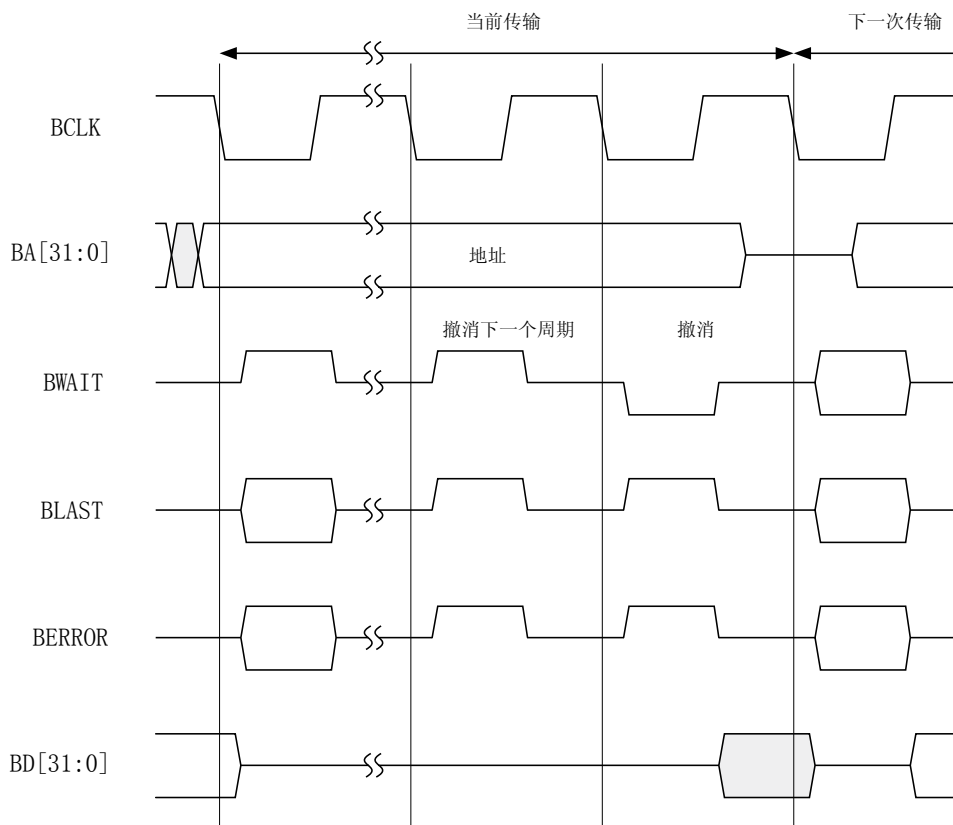 当前传输
下一次传输
BCLK
BA[31:0]
地址
撤消下一个周期
撤消
BWAIT
BLAST
BERROR
BD[31:0]